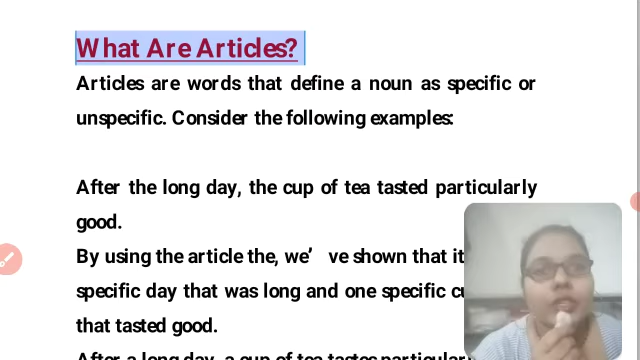 What Are Articles?
Articles are words that define a noun as specific or
unspecific. Consider the following examples:
After the long day, the cup of tea tasted particularly
good.
By using the article the, we’ ve shown that it
specific day that was long and one specific
that tasted good.
After a long day, a cup of tea tastes